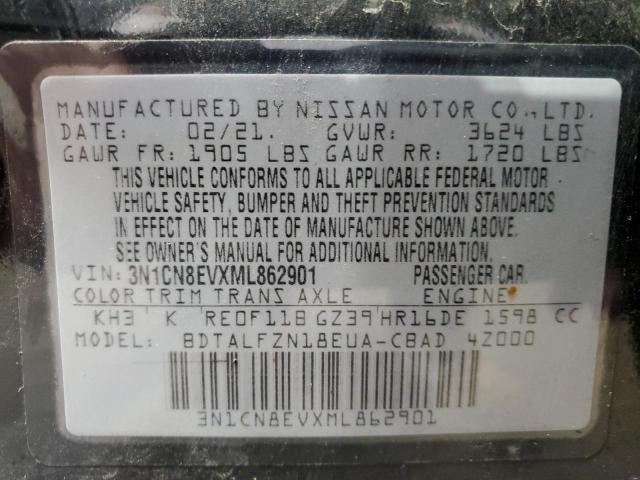 MANUFACTURED BY NISSAN MOTOR CO., LTD.
DATE: 02/21. GVWR: 3624 LBS
GAWR FR: 1905 LBS GAWR RR: 1720 LBS
THIS VEHICLE CONFORMS TO ALL APPLICABLE FEDERAL MOTOR
VEHICLE SAFETY, BUMPER AND THEFT PREVENTION STANDARDS
IN EFFECT ON THE DATE OF MANUFACTURE SHOWN ABOVE.
SEE OWNER'S MANUAL FOR ADDITIONAL INFORMATION.
VIN: 3N1CN8EVXML862901 PASSENGER CAR.
COLOR TRIM TRANS AXLE ENGINE
KH3 K RE0F11B GZ39 HR16DE 1598 CC
MODEL: BDTALFZN18EUA-CBAD 4Z000
3N1CN8EVXML862901